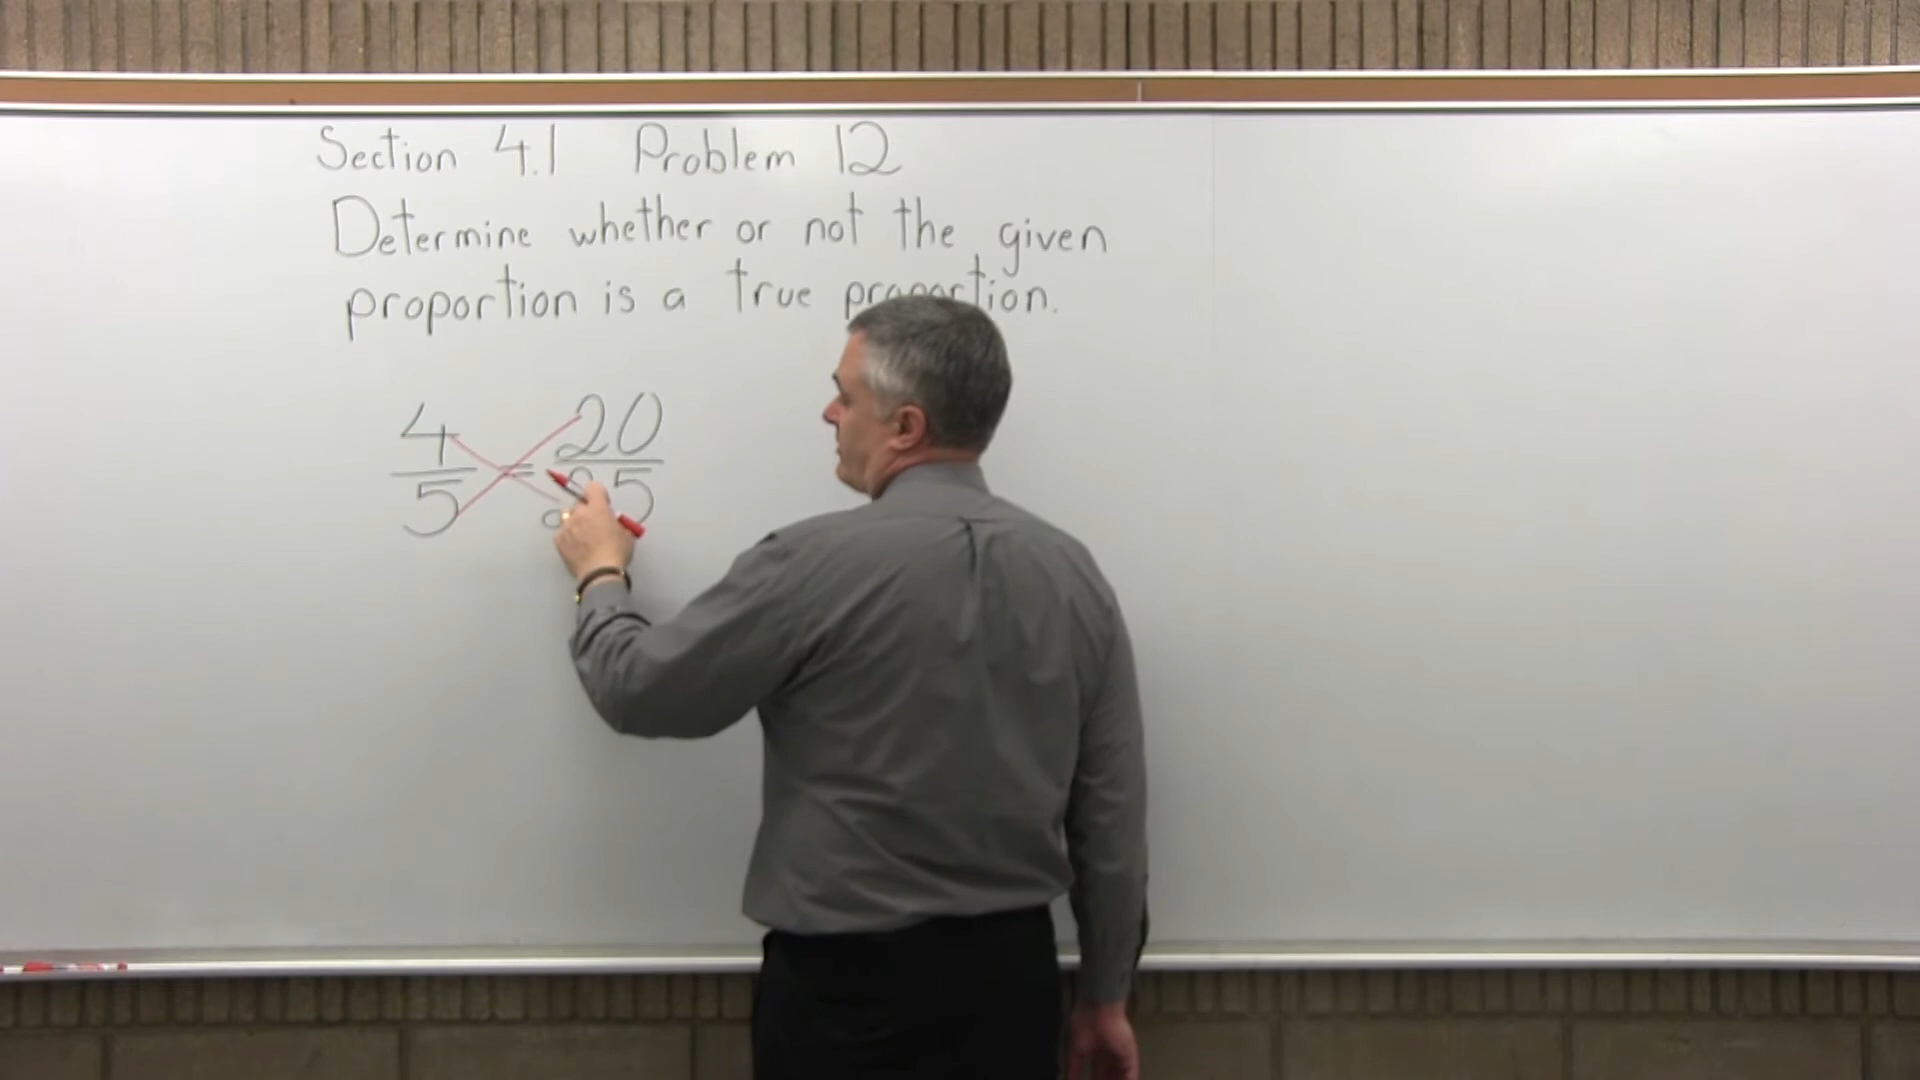 Section 4.1 Problem 12
Determine whether or not the given
proportion is a true proportion.
4/5 = 20/25